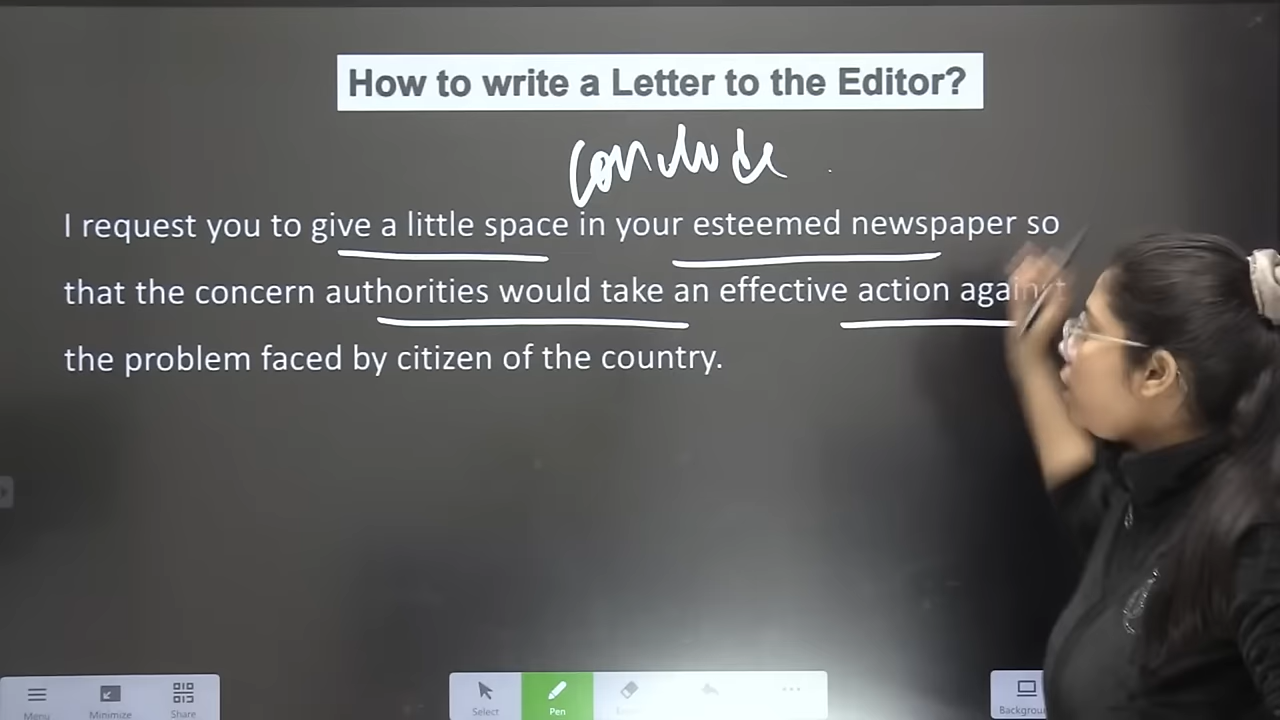 How to write a Letter to the Editor?
conclude
I request you to give a little space in your esteemed newspaper so
that the concern authorities would take an effective action against
the problem faced by citizen of the country.
Menu
Minimize
Share
Select
Pen